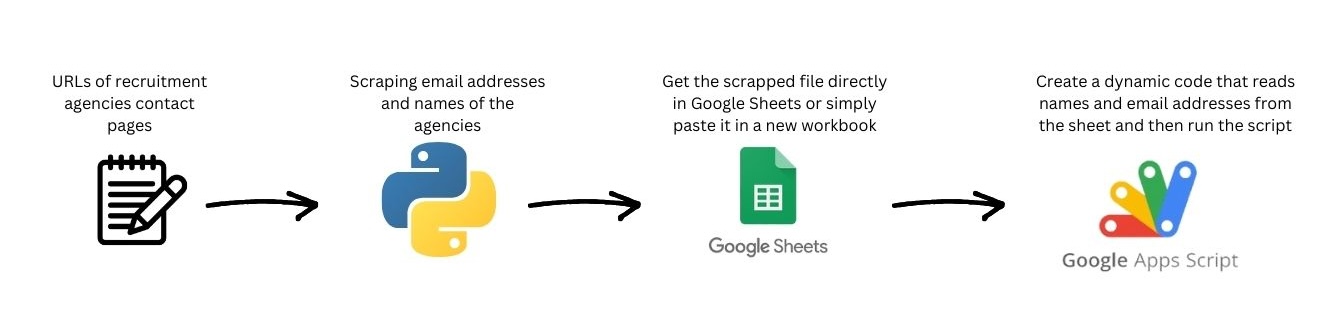 URLs of recruitment
agencies contact
pages
Scraping email addresses
and names of the
agencies
Get the scrapped file directly
in Google Sheets or simply
paste it in a new workbook
Google Sheets
Create a dynamic code that reads
names and email addresses from
the sheet and then run the script
Google Apps Script